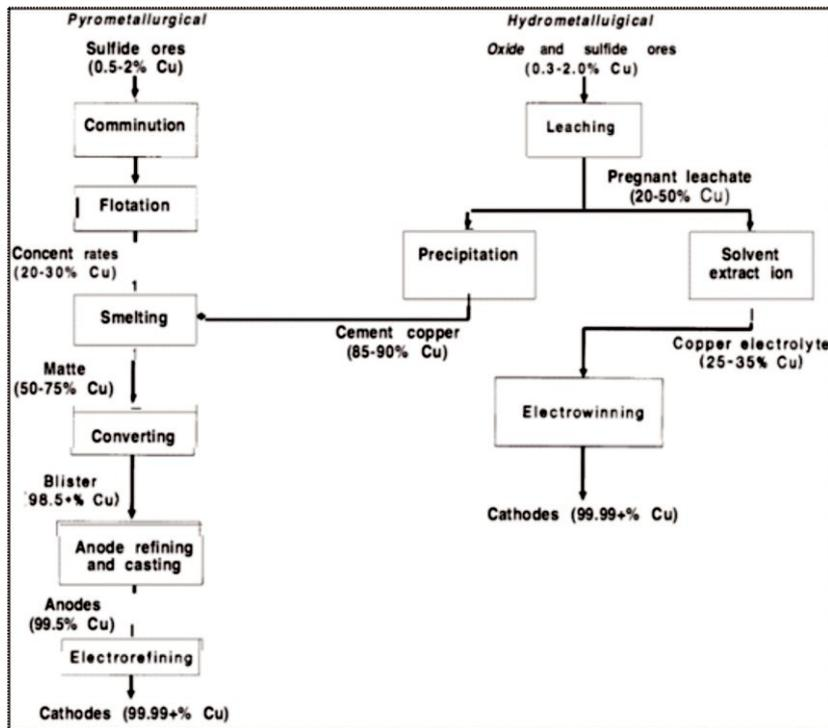 Pyrometallurgical
Sulfide ores
(0.5-2% Cu)
Comminution
Flotation
Concent rates
(20-30% Cu)
Smelting
Matte
(50-75% Cu)
Converting
Blister
(98.5+% Cu)
Anode refining
and casting
Anodes
(99.5% Cu)
Electrorefining
Cathodes (99.99+% Cu)
Hydrometalluigical
Oxide and sulfide ores
(0.3-2.0% Cu)
Leaching
Pregnant leachate
(20-50% Cu)
Precipitation
Solvent
extract ion
Cement copper
(85-90% Cu)
Copper electrolyte
(25-35% Cu)
Electrowinning
Cathodes (99.99+% Cu)